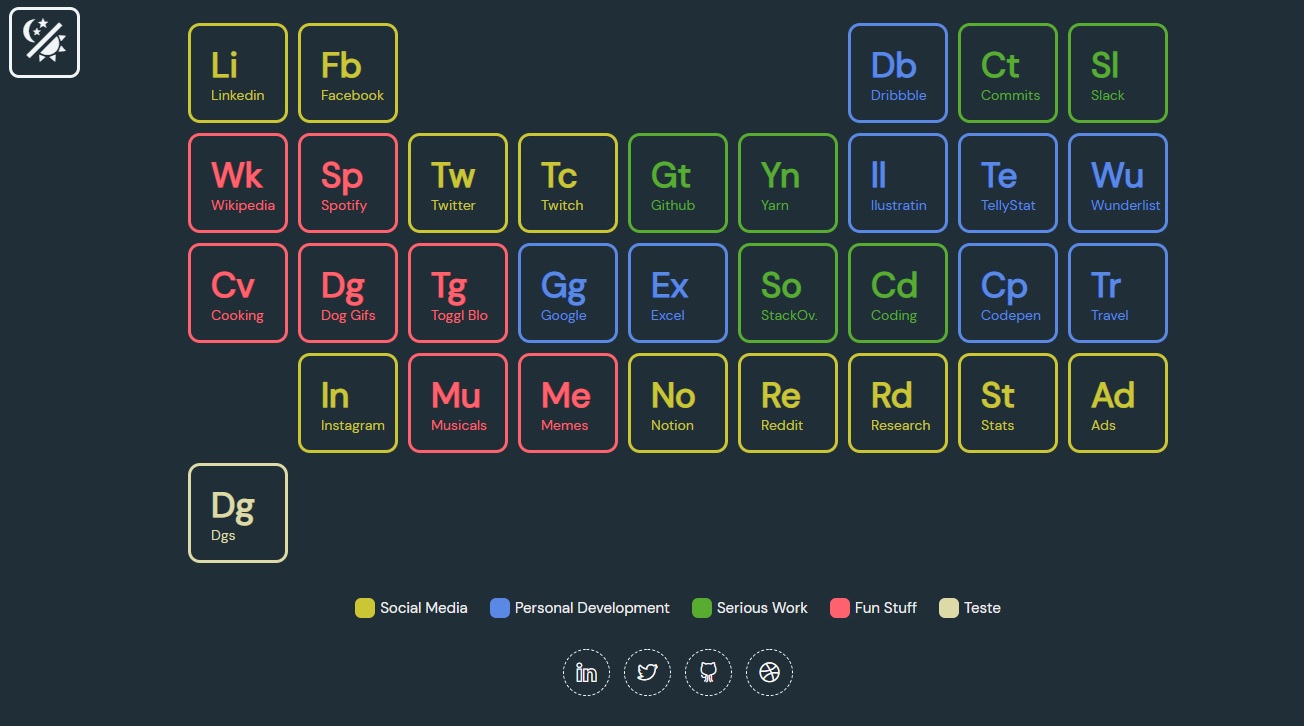 Li Fb Db Ct Sl
Linkedin Facebook Dribbble Commits Slack
Wk Sp Tw Tc Gt Yn Il Te Wu
Wikipedia Spotify Twitter Twitch Github Yarn Ilustratin TellyStat Wunderlist
Cv Dg Tg Gg Ex So Cd Cp Tr
Cooking Dog Gifs Toggl Blo Google Excel StackOv. Coding Codepen Travel
In Mu Me No Re Rd St Ad
Instagram Musicals Memes Notion Reddit Research Stats Ads
Dg
Dgs
Social Media Personal Development Serious Work Fun Stuff Teste
in